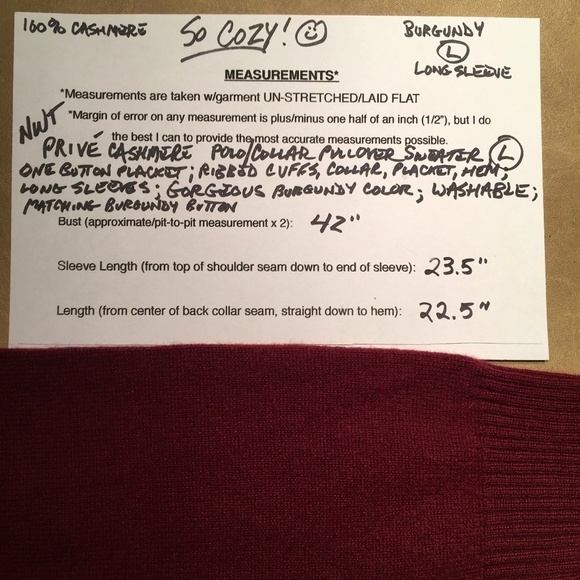 100% CASHMERE
SO COZY!
BURGUNDY
L
LONG SLEEVE
MEASUREMENTS*
*Measurements are taken w/garment UN-STRETCHED/LAID FLAT
*Margin of error on any measurement is plus/minus one half of an inch (1/2"), but I do
the best I can to provide the most accurate measurements possible.
NWT
PRIVÉ CASHMERE POLO/COLLAR PULLOVER SWEATER L
ONE BUTTON PLACKET; RIBBED CUFFS, COLLAR, PLACKET, HEM;
LONG SLEEVES; GORGEOUS BURGUNDY COLOR; WASHABLE;
MATCHING BURGUNDY BUTTON
Bust (approximate/pit-to-pit measurement x 2): 42"
Sleeve Length (from top of shoulder seam down to end of sleeve): 23.5"
Length (from center of back collar seam, straight down to hem): 22.5"